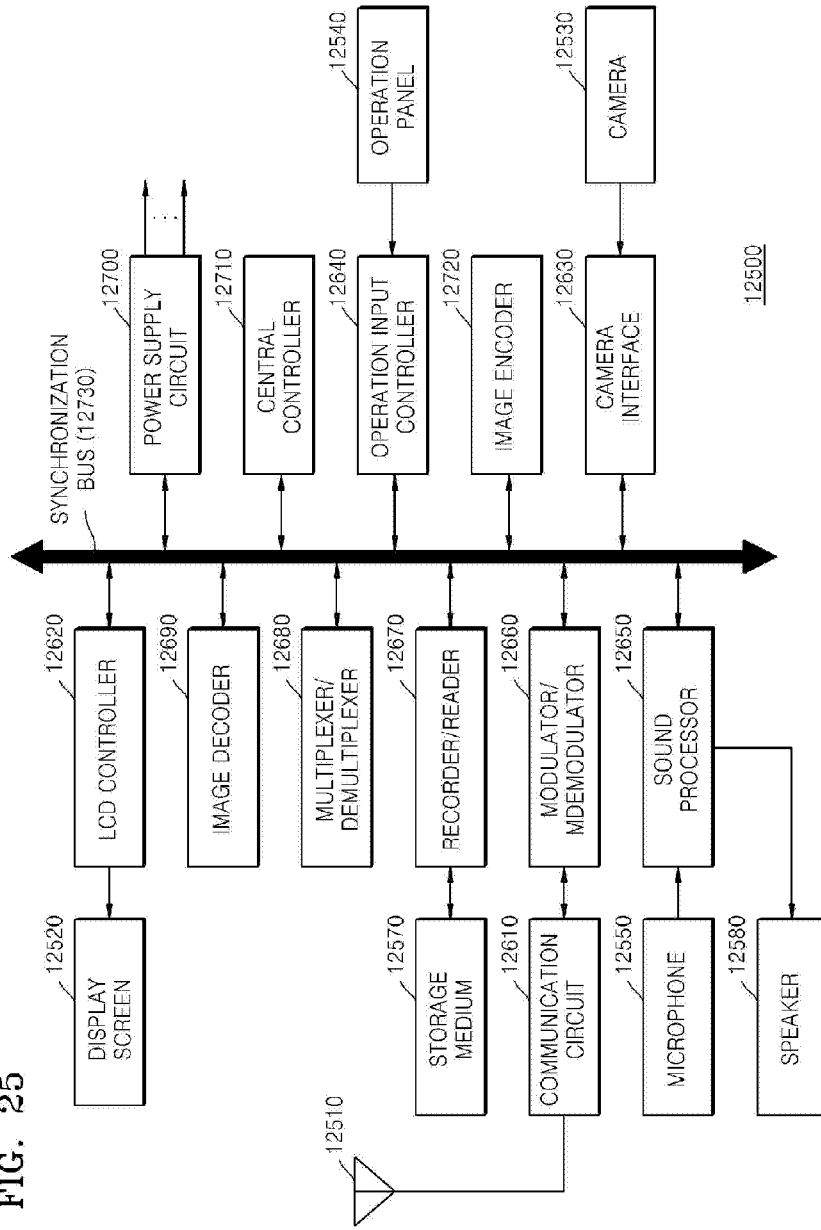 FIG. 25
12510
12520
DISPLAY
SCREEN
12620
LCD CONTROLLER
12690
IMAGE DECODER
12680
MULTIPLEXER/
DEMULTIPLEXER
12570
STORAGE
MEDIUM
12670
RECORDER/READER
12610
COMMUNICATION
CIRCUIT
12660
MODULATOR/
MDEMODULATOR
12550
MICROPHONE
12650
SOUND
PROCESSOR
12580
SPEAKER
SYNCHRONIZATION
BUS (12730)
12700
POWER SUPPLY
CIRCUIT
...
12710
CENTRAL
CONTROLLER
12640
OPERATION INPUT
CONTROLLER
12540
OPERATION
PANEL
12720
IMAGE ENCODER
12630
CAMERA
INTERFACE
12530
CAMERA
12500